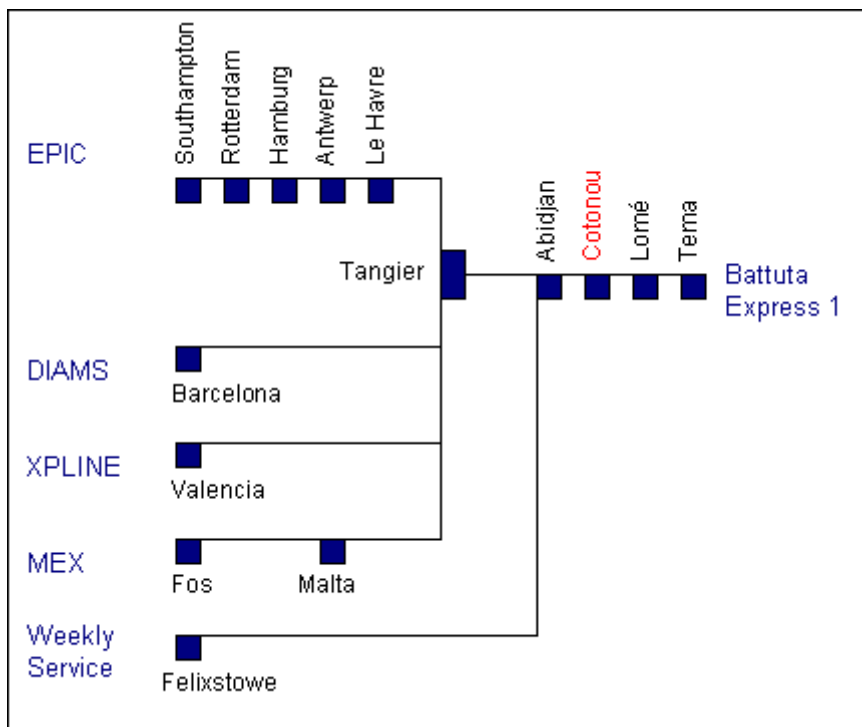 EPIC
Southampton
Rotterdam
Hamburg
Antwerp
Le Havre
Tangier
Abidjan
Cotonou
Lomé
Tema
Battuta
Express 1
DIAMS
Barcelona
XPLINE
Valencia
MEX
Fos
Malta
Weekly
Service
Felixstowe